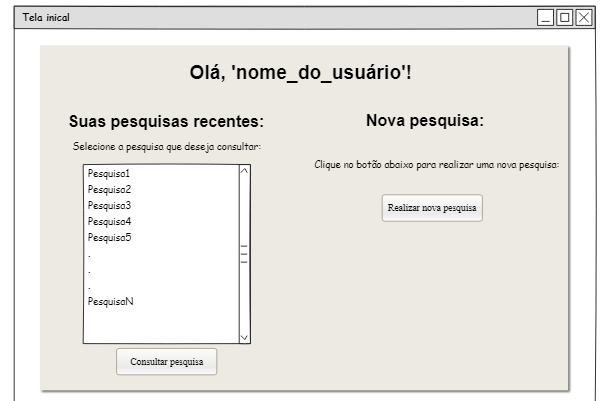 Tela inical
Olá, 'nome_do_usuário'!
Suas pesquisas recentes:
Selecione a pesquisa que deseja consultar:
Pesquisa1
Pesquisa2
Pesquisa3
Pesquisa4
Pesquisa5
.
.
.
PesquisaN
Consultar pesquisa
Nova pesquisa:
Clique no botão abaixo para realizar uma nova pesquisa:
Realizar nova pesquisa